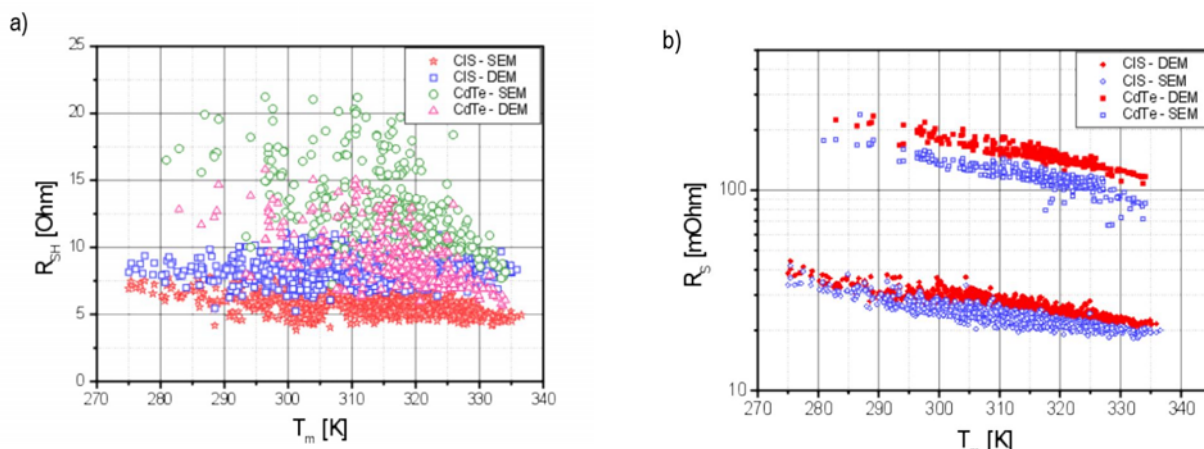 a)
25
20
15
10
5
0
R_SH [Ohm]
270 280 290 300 310 320 330 340
T_m [K]
CIS - SEM
CIS - DEM
CdTe - SEM
CdTe - DEM
b)
100
10
R_S [mOhm]
270 280 290 300 310 320 330 340
T [K]
CIS - DEM
CIS - SEM
CdTe - DEM
CdTe - SEM